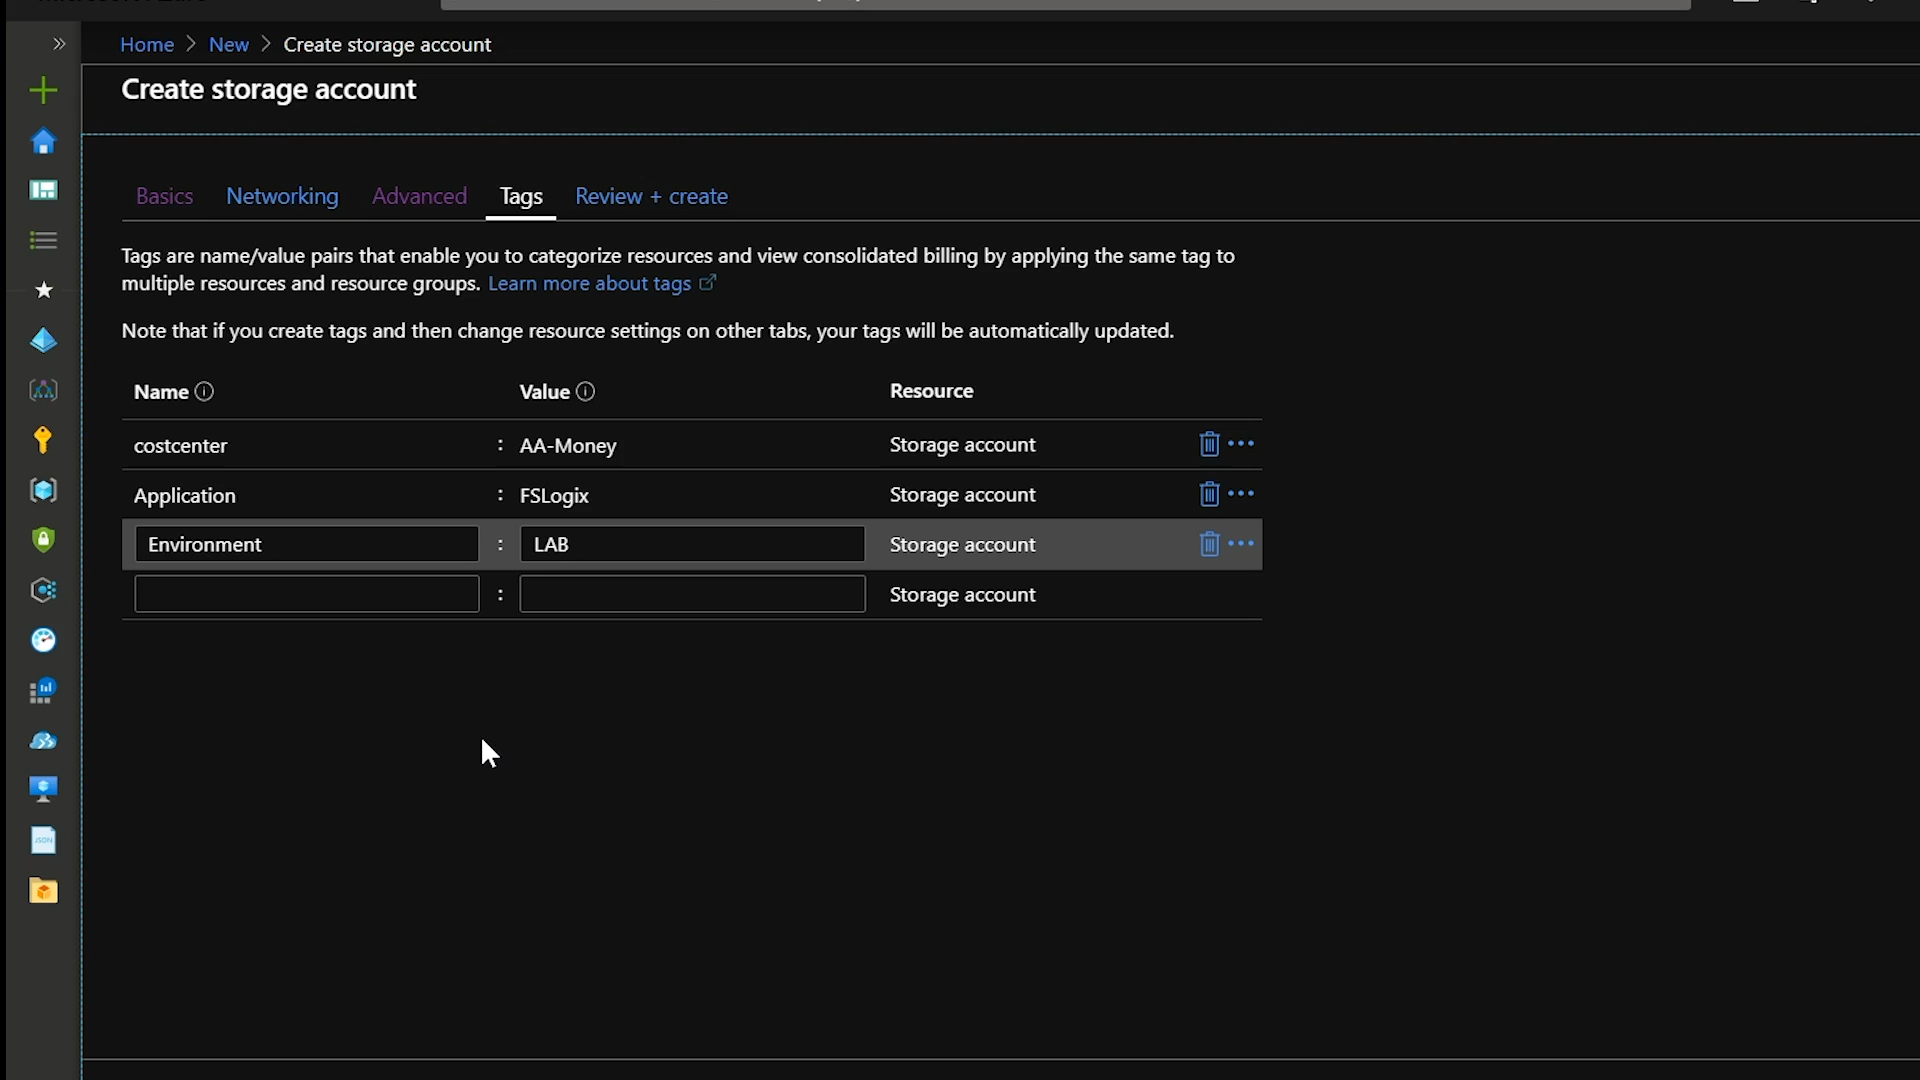 Home > New > Create storage account
Create storage account
Basics Networking Advanced Tags Review + create
Tags are name/value pairs that enable you to categorize resources and view consolidated billing by applying the same tag to
multiple resources and resource groups. Learn more about tags
Note that if you create tags and then change resource settings on other tabs, your tags will be automatically updated.
Name Value Resource
costcenter : AA-Money Storage account
Application : FSLogix Storage account
Environment : LAB Storage account
: Storage account
JSON